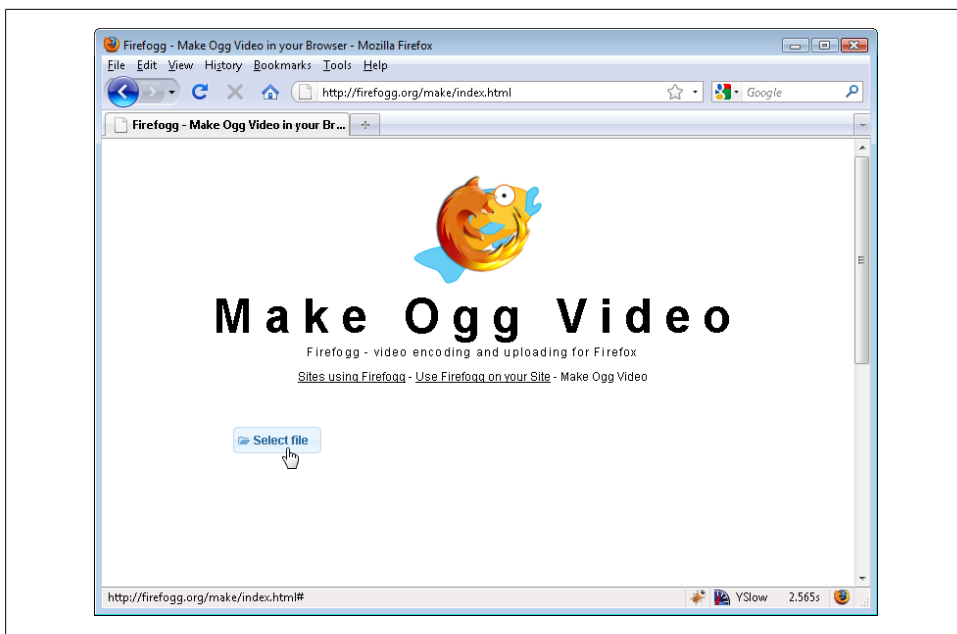 Firefogg - Make Ogg Video in your Browser - Mozilla Firefox
File Edit View History Bookmarks Tools Help
http://firefogg.org/make/index.html Google
Firefogg - Make Ogg Video in your Br...
Make Ogg Video
Firefogg - video encoding and uploading for Firefox
Sites using Firefogg - Use Firefogg on your Site - Make Ogg Video
Select file
http://firefogg.org/make/index.html# YSlow 2.565s